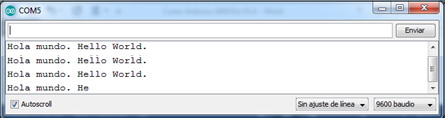 COM5
Enviar
Hola mundo. Hello World.
Hola mundo. Hello World.
Hola mundo. Hello World.
Hola mundo. He
Autoscroll
Sin ajuste de línea
9600 baudio